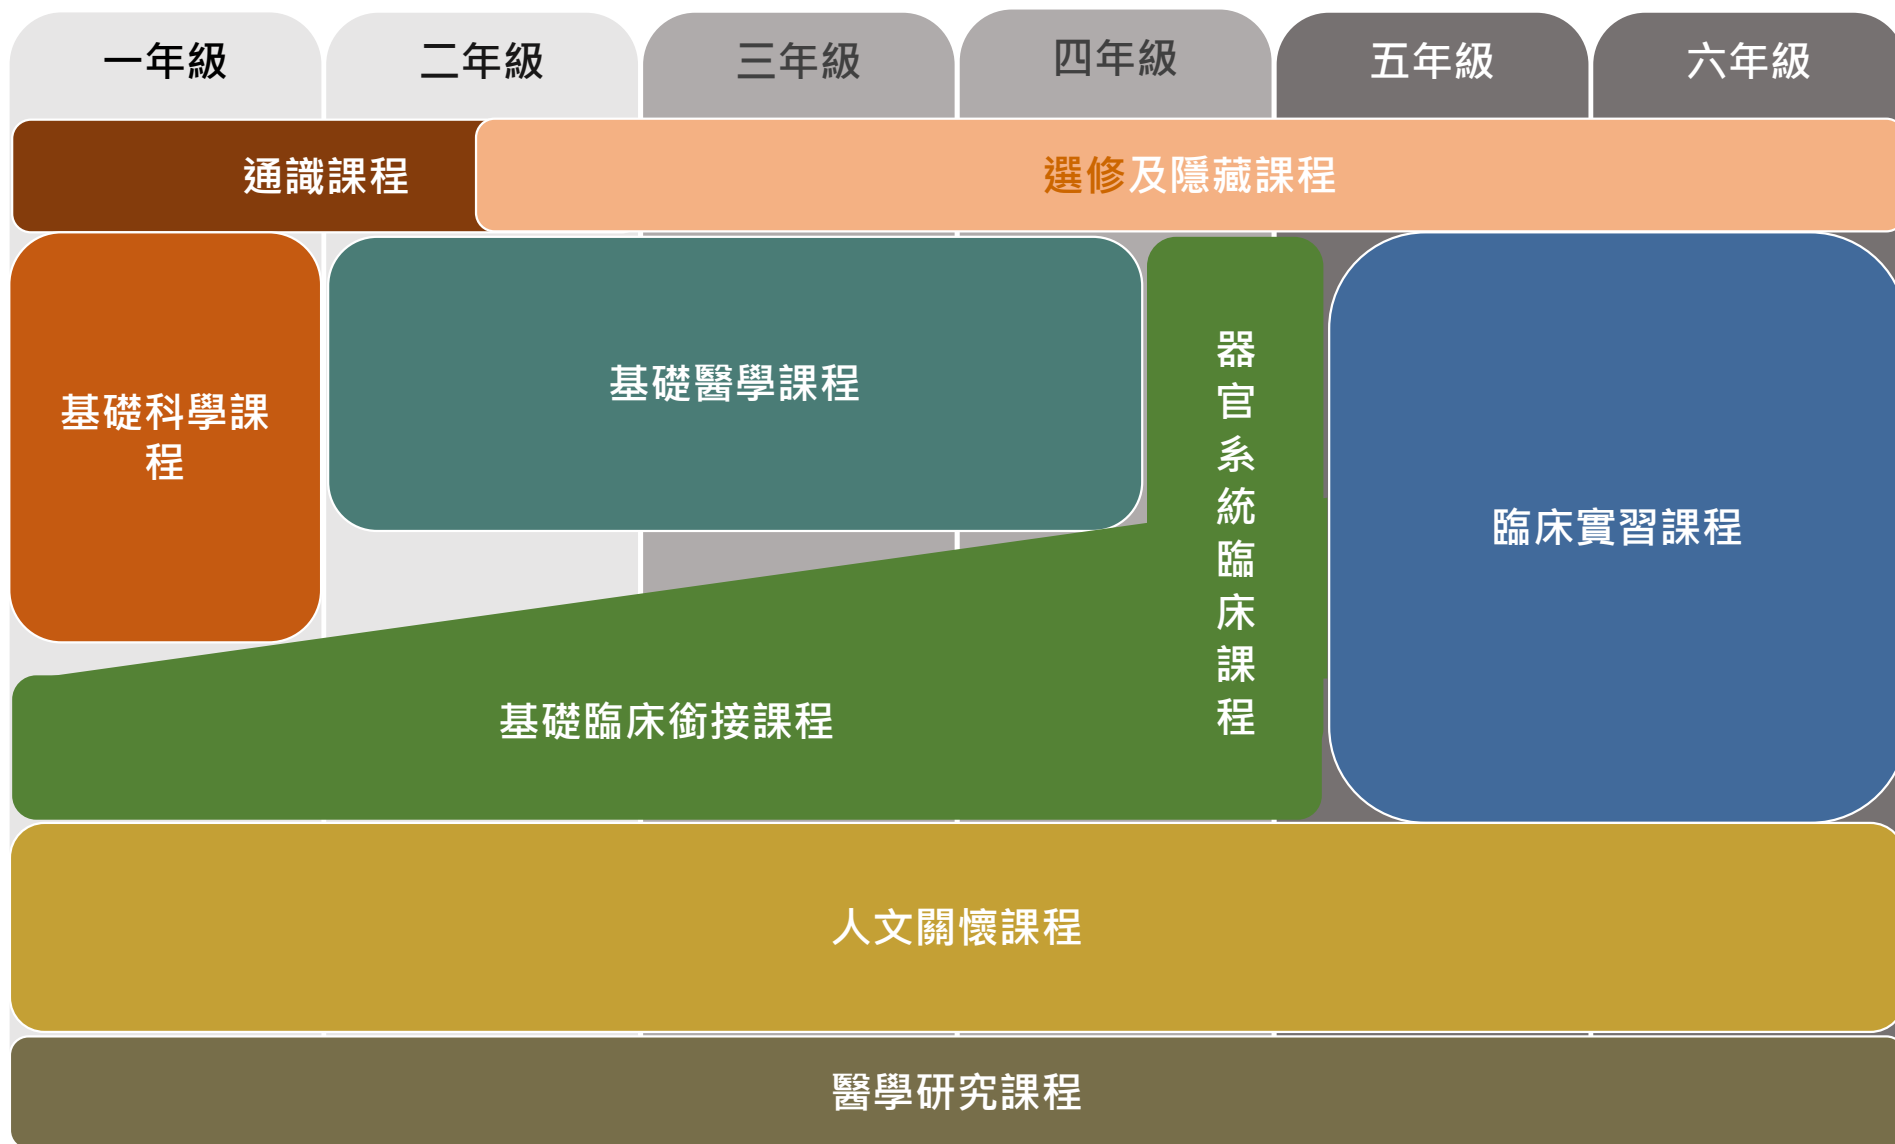 一年級
二年級
三年級
四年級
五年級
六年級
通識課程
選修及隱藏課程
基礎科學課
程
基礎醫學課程
器官系統臨床課程
臨床實習課程
基礎臨床銜接課程
人文關懷課程
醫學研究課程